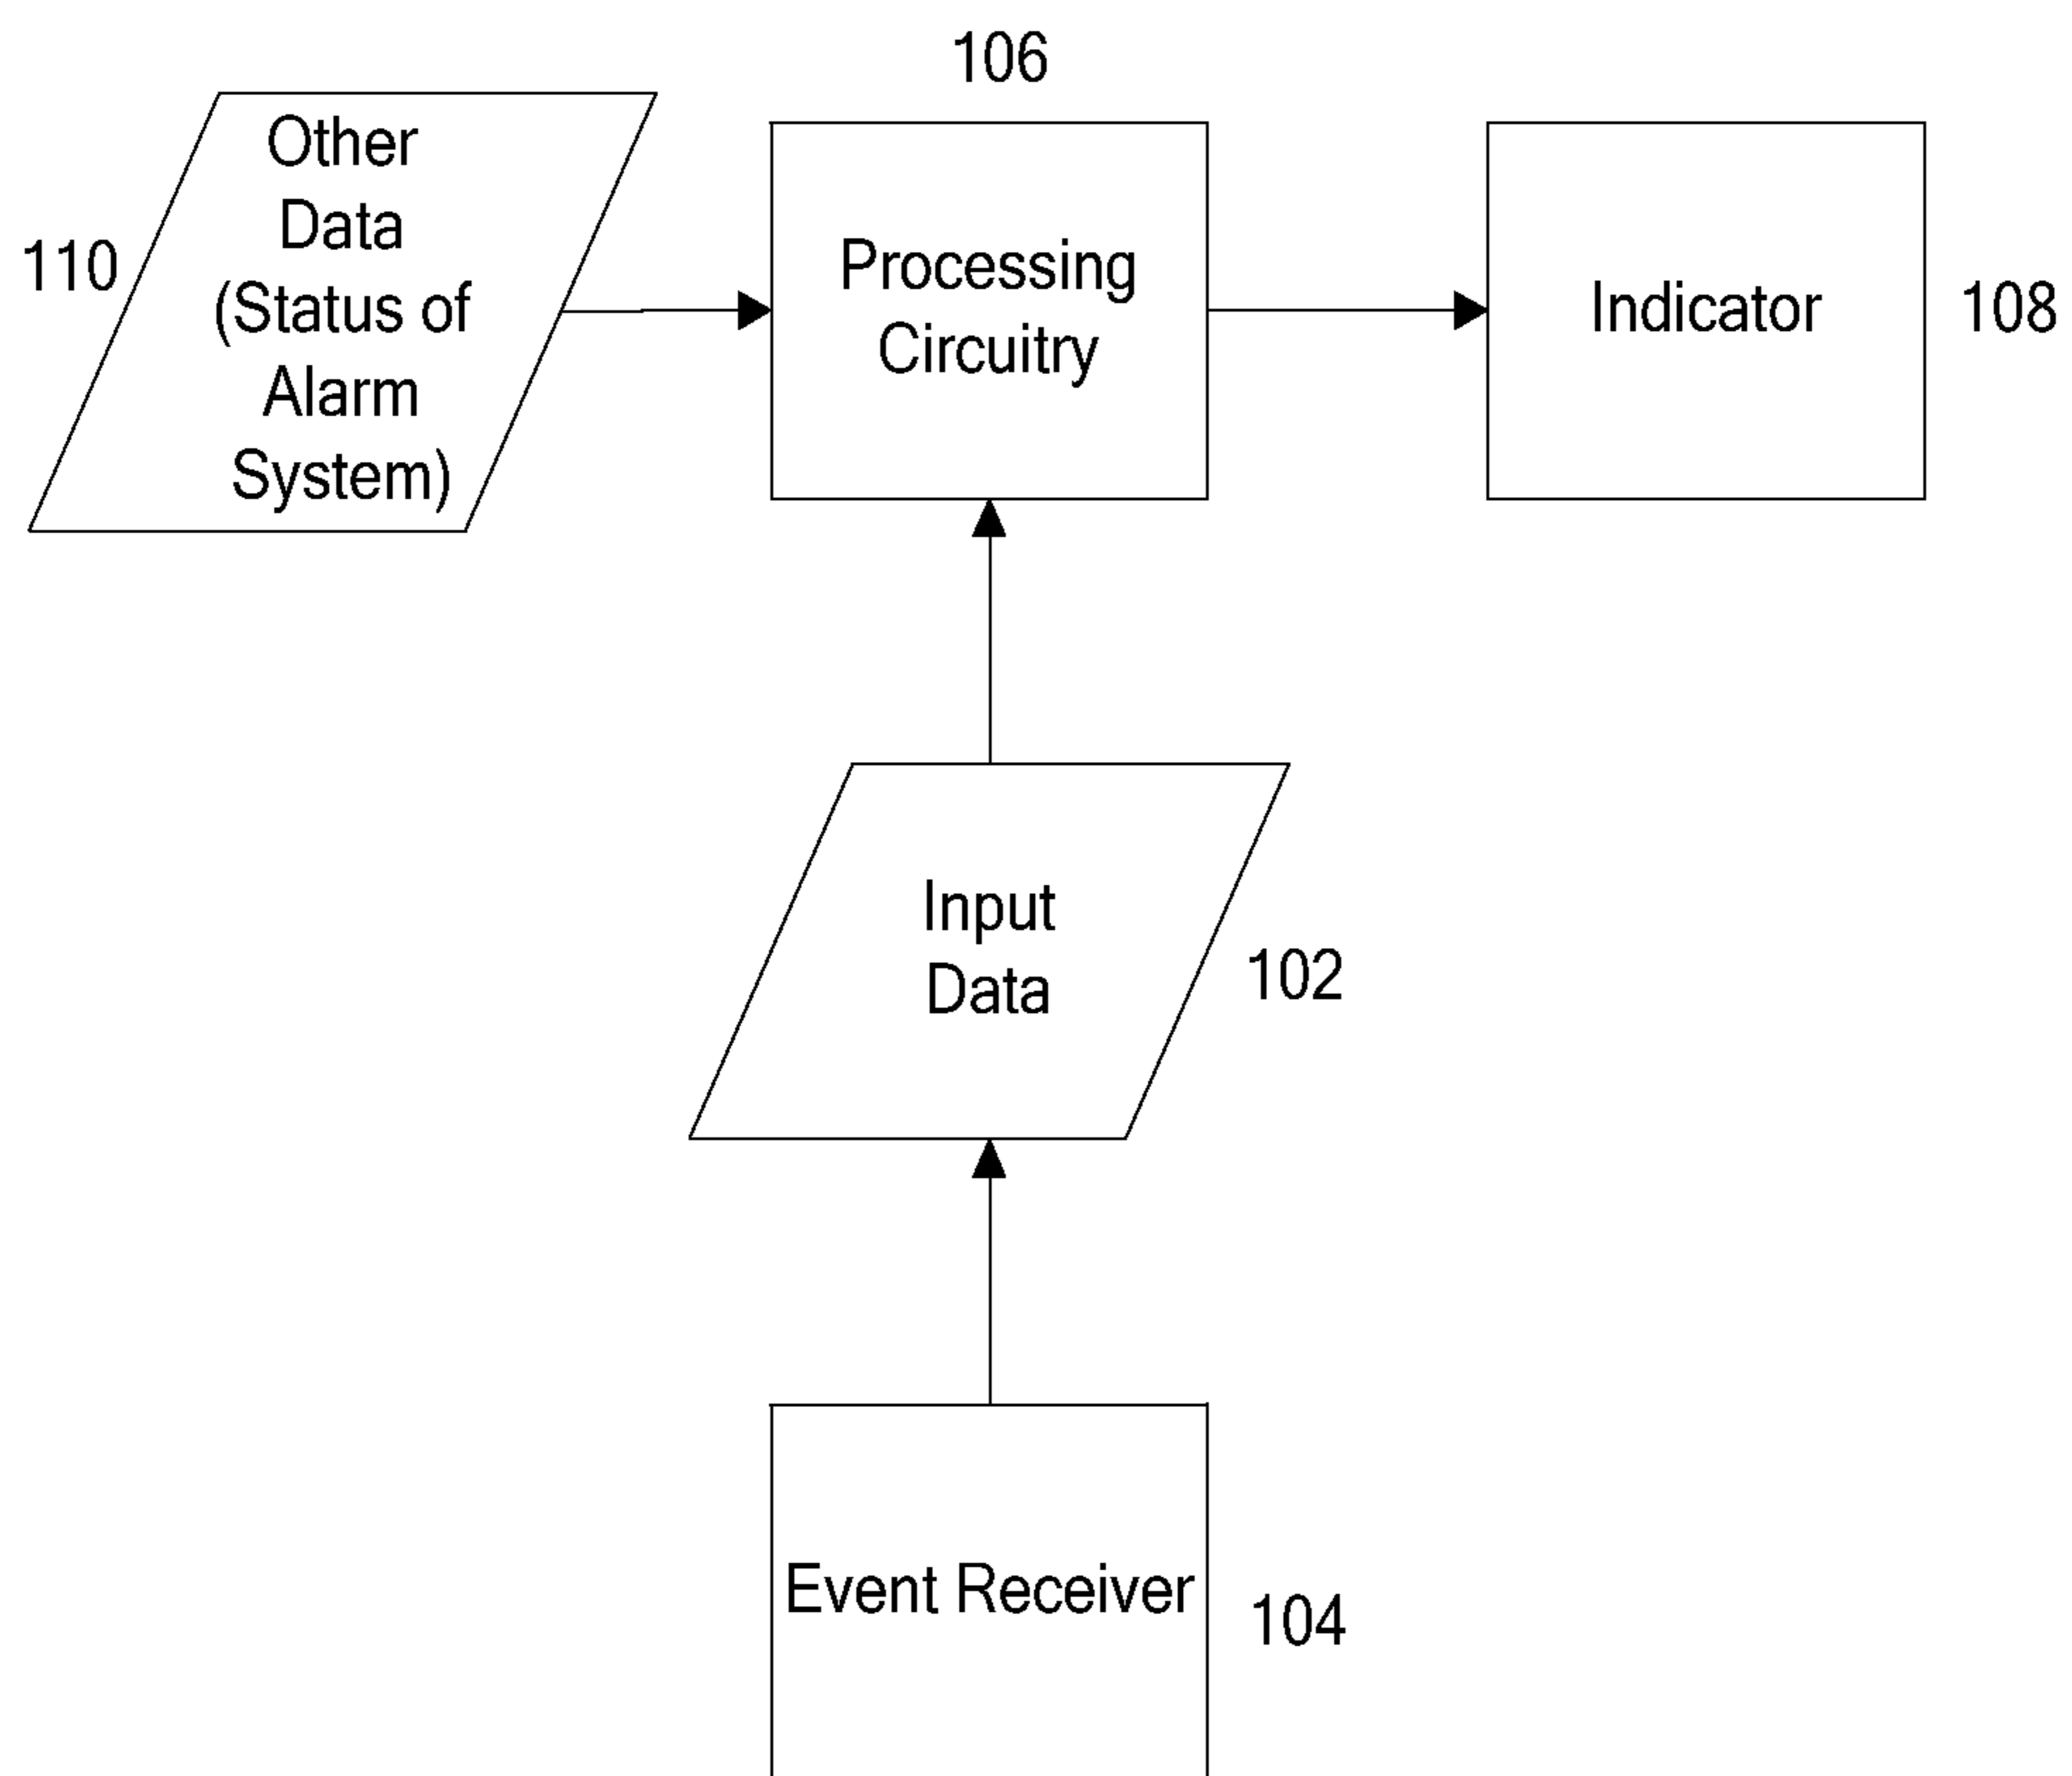 106
Other
Data
(Status of
Alarm
System)
110
Processing
Circuitry
Indicator
108
Input
Data
102
Event Receiver
104